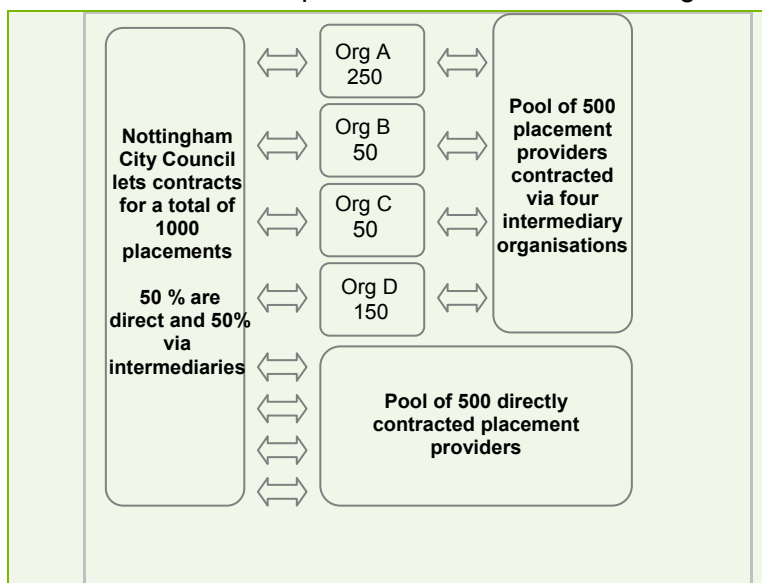 Org A
250
Org B
50
Org C
50
Org D
150
Nottingham
City Council
lets contracts
for a total of
1000
placements
50 % are
direct and 50%
via
intermediaries
Pool of 500
placement
providers
contracted
via four
intermediary
organisations
Pool of 500 directly
contracted placement
providers